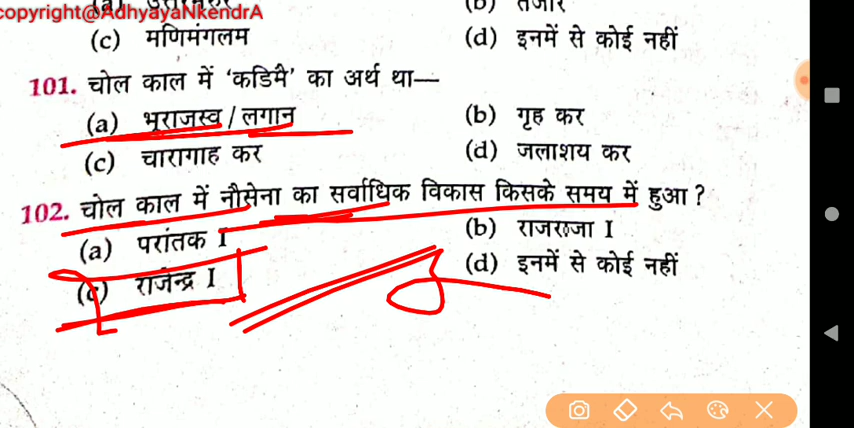 copyright@AdhyayaNkendrA
(c) मणिमंगलम (d) इनमें से कोई नहीं
101. चोल काल में ‘कडिमै’ का अर्थ था—
(a) भूराजस्व / लगान (b) गृह कर
(c) चारागाह कर (d) जलाशय कर
102. चोल काल में नौसेना का सर्वाधिक विकास किसके समय में हुआ ?
(a) परांतक I (b) राजराजा I
(c) राजेन्द्र I (d) इनमें से कोई नहीं